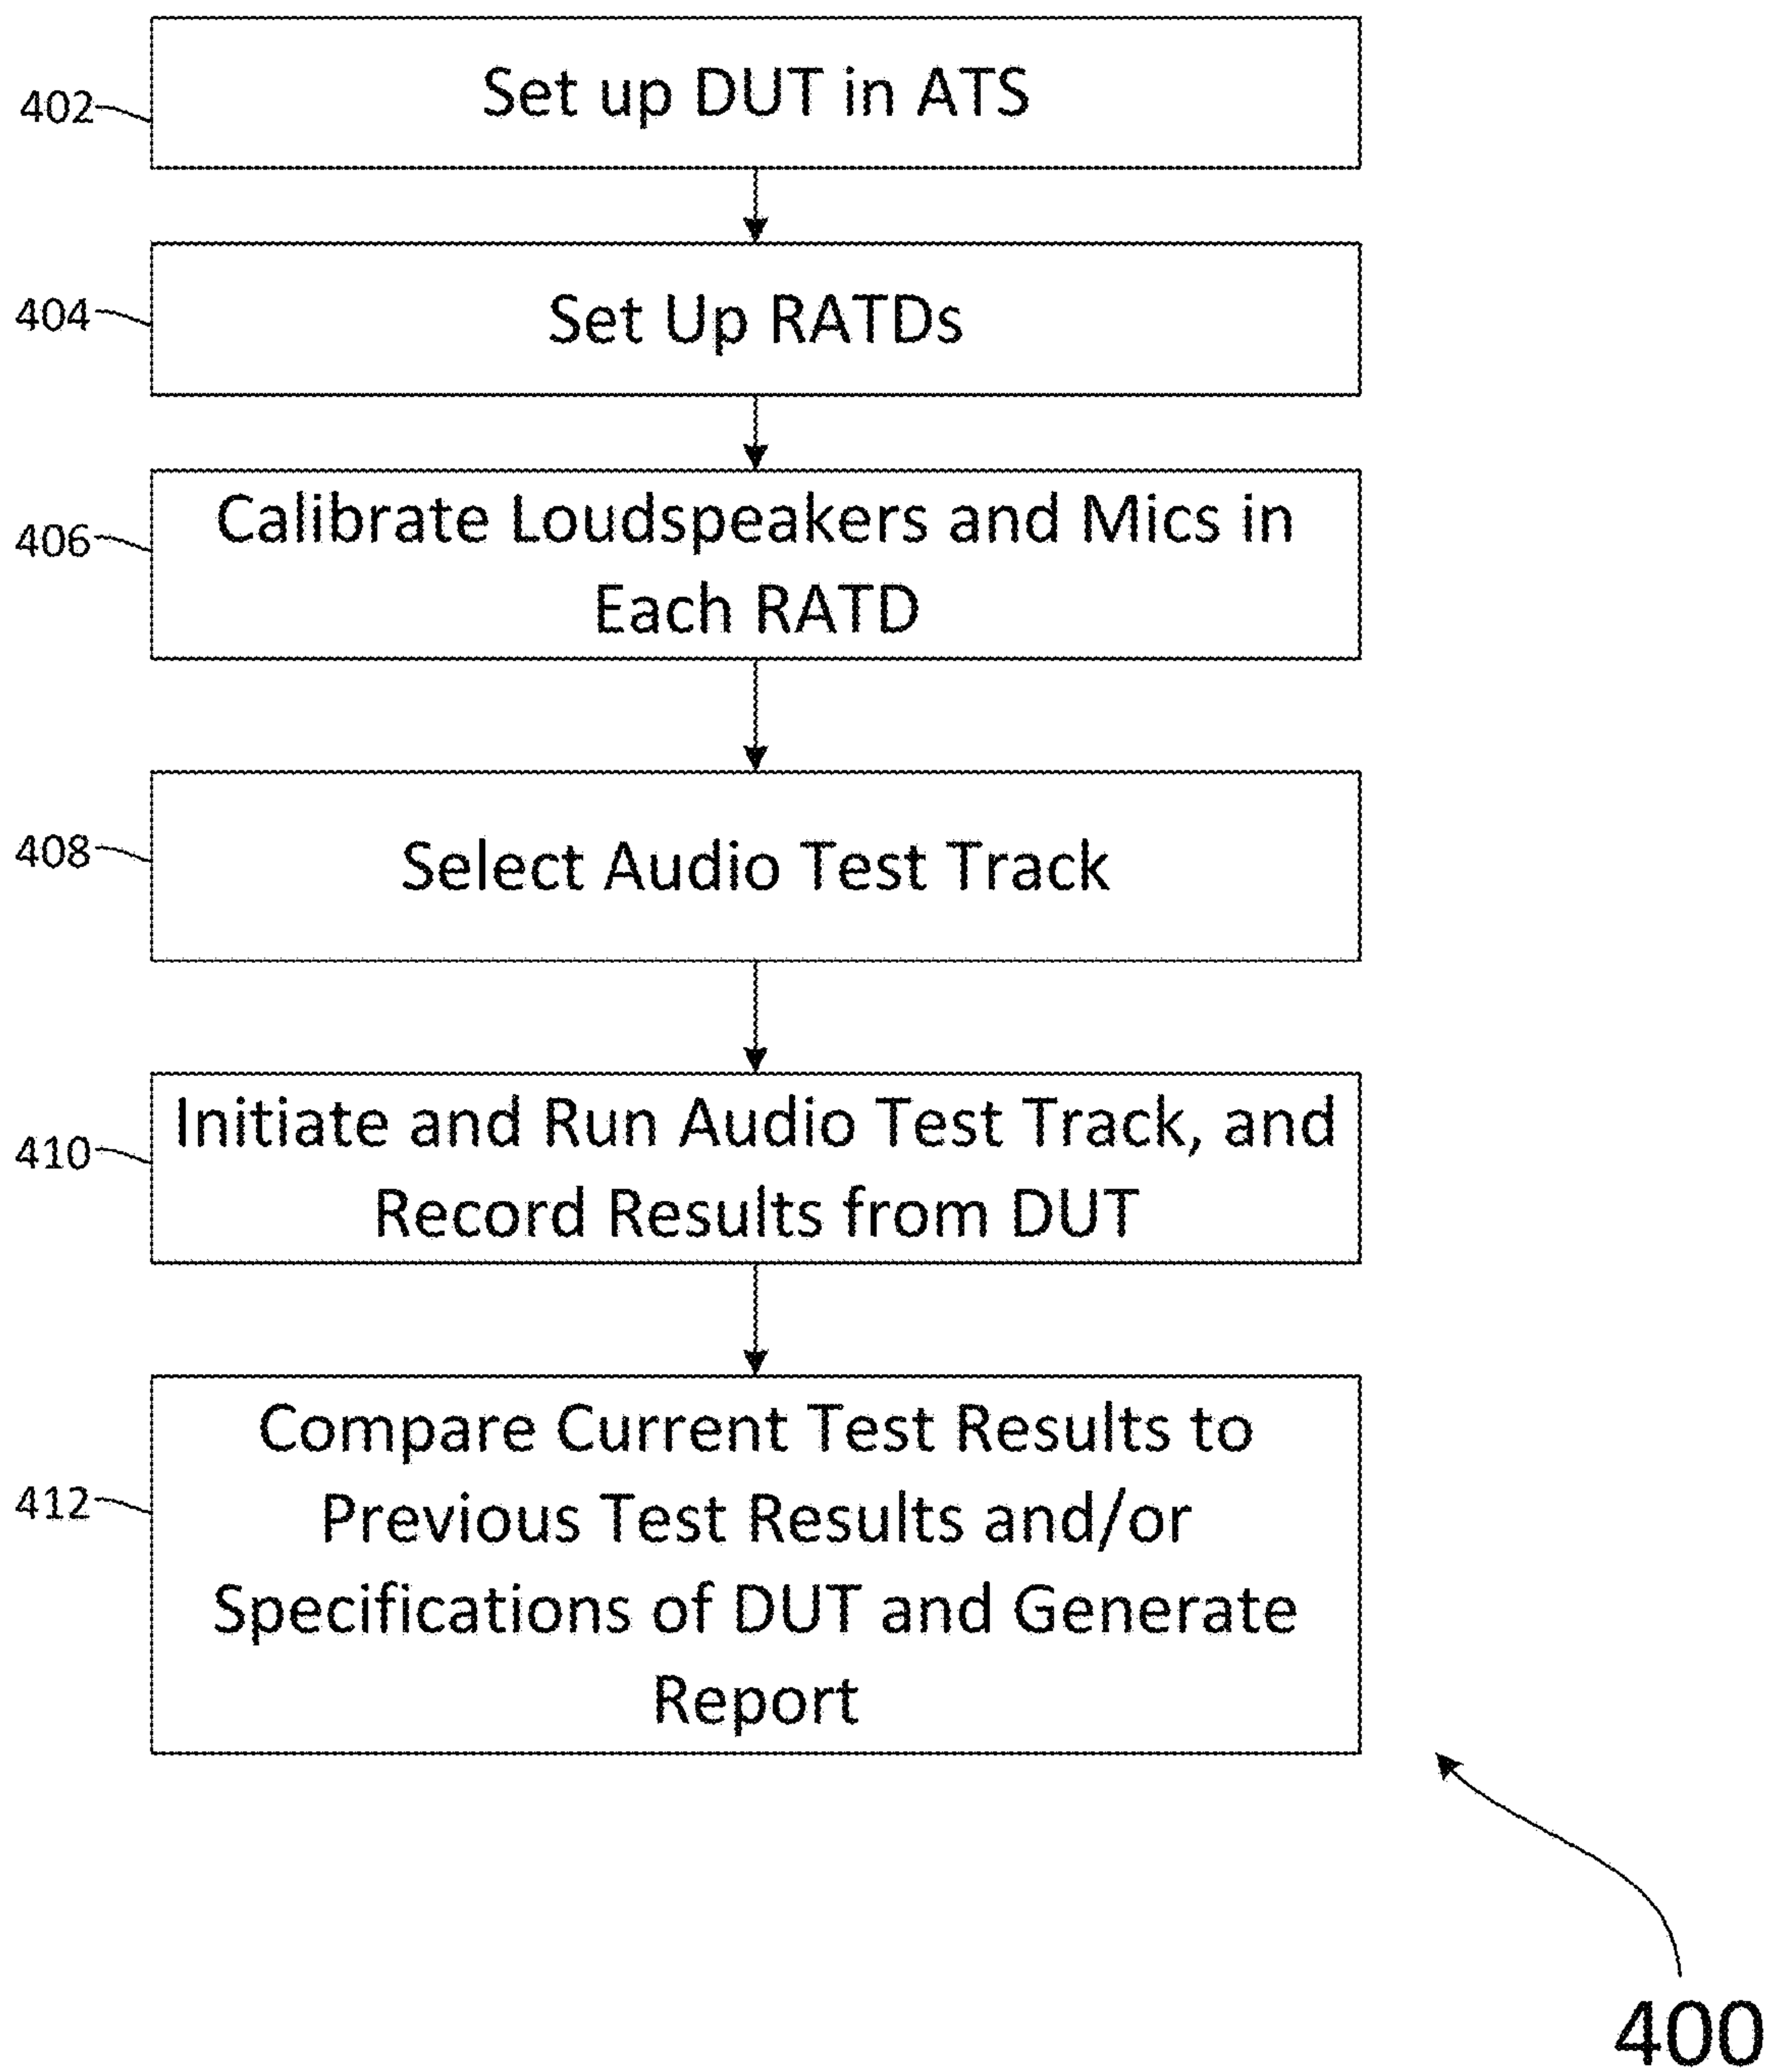 402
Set up DUT in ATS
404
Set Up RATDs
406
Calibrate Loudspeakers and Mics in
Each RATD
408
Select Audio Test Track
410
Initiate and Run Audio Test Track, and
Record Results from DUT
412
Compare Current Test Results to
Previous Test Results and/or
Specifications of DUT and Generate
Report
400